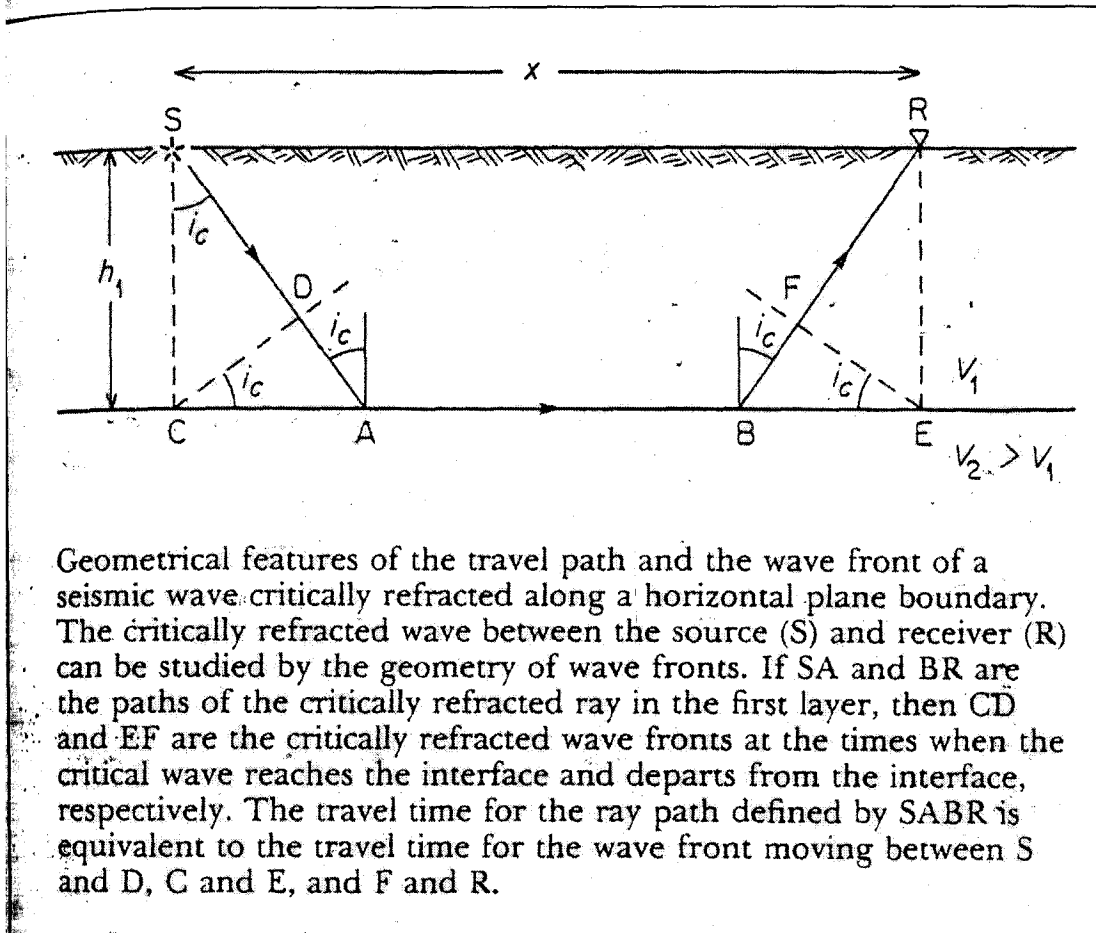 x
S R
i_c
h_1
D F
i_c i_c
i_c i_c V_1
C A B E
V_2 > V_1
Geometrical features of the travel path and the wave front of a
seismic wave critically refracted along a horizontal plane boundary.
The critically refracted wave between the source (S) and receiver (R)
can be studied by the geometry of wave fronts. If SA and BR are
the paths of the critically refracted ray in the first layer, then CD
and EF are the critically refracted wave fronts at the times when the
critical wave reaches the interface and departs from the interface,
respectively. The travel time for the ray path defined by SABR is
equivalent to the travel time for the wave front moving between S
and D, C and E, and F and R.